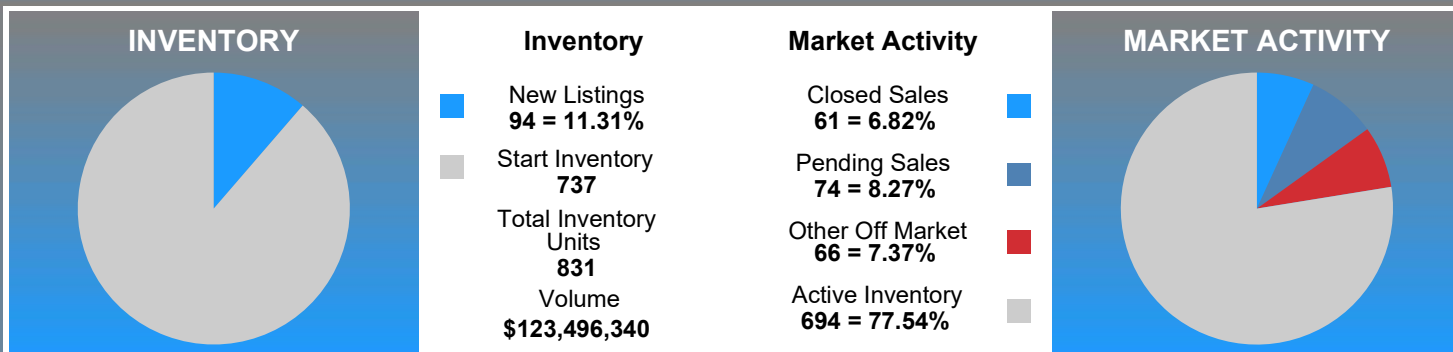 INVENTORY
Inventory
New Listings
94 = 11.31%
Start Inventory
737
Total Inventory
Units
831
Volume
$123,496,340
Market Activity
Closed Sales
61 = 6.82%
Pending Sales
74 = 8.27%
Other Off Market
66 = 7.37%
Active Inventory
694 = 77.54%
MARKET ACTIVITY